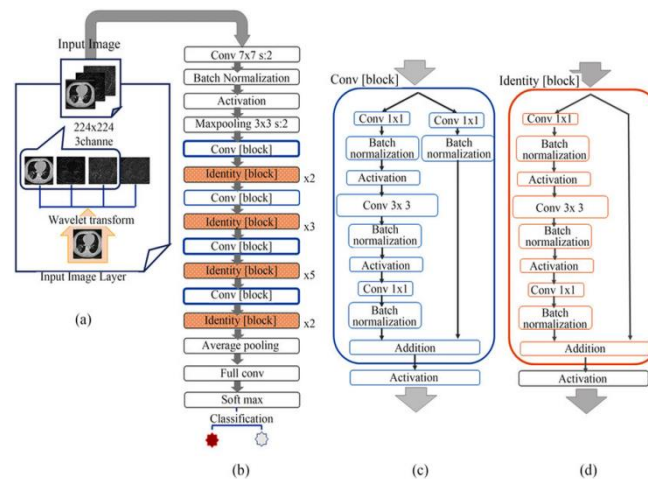 Input Image
224x224
3channe
Wavelet transform
Input Image Layer
(a)
Conv 7x7 s:2
Batch Normalization
Activation
Maxpooling 3x3 s:2
Conv [block]
Identity [block]
x2
Conv [block]
Identity [block]
x3
Conv [block]
Identity [block]
x5
Conv [block]
Identity [block]
x2
Average pooling
Full conv
Soft max
Classification
(b)
Conv [block]
Conv 1x1
Conv 1x1
Batch
normalization
Batch
normalization
Activation
Conv 3x 3
Batch
normalization
Activation
Conv 1x1
Batch
normalization
Addition
Activation
(c)
Identity [block]
Conv 1x1
Batch
normalization
Activation
Conv 3x 3
Batch
normalization
Activation
Conv 1x1
Batch
normalization
Addition
Activation
(d)